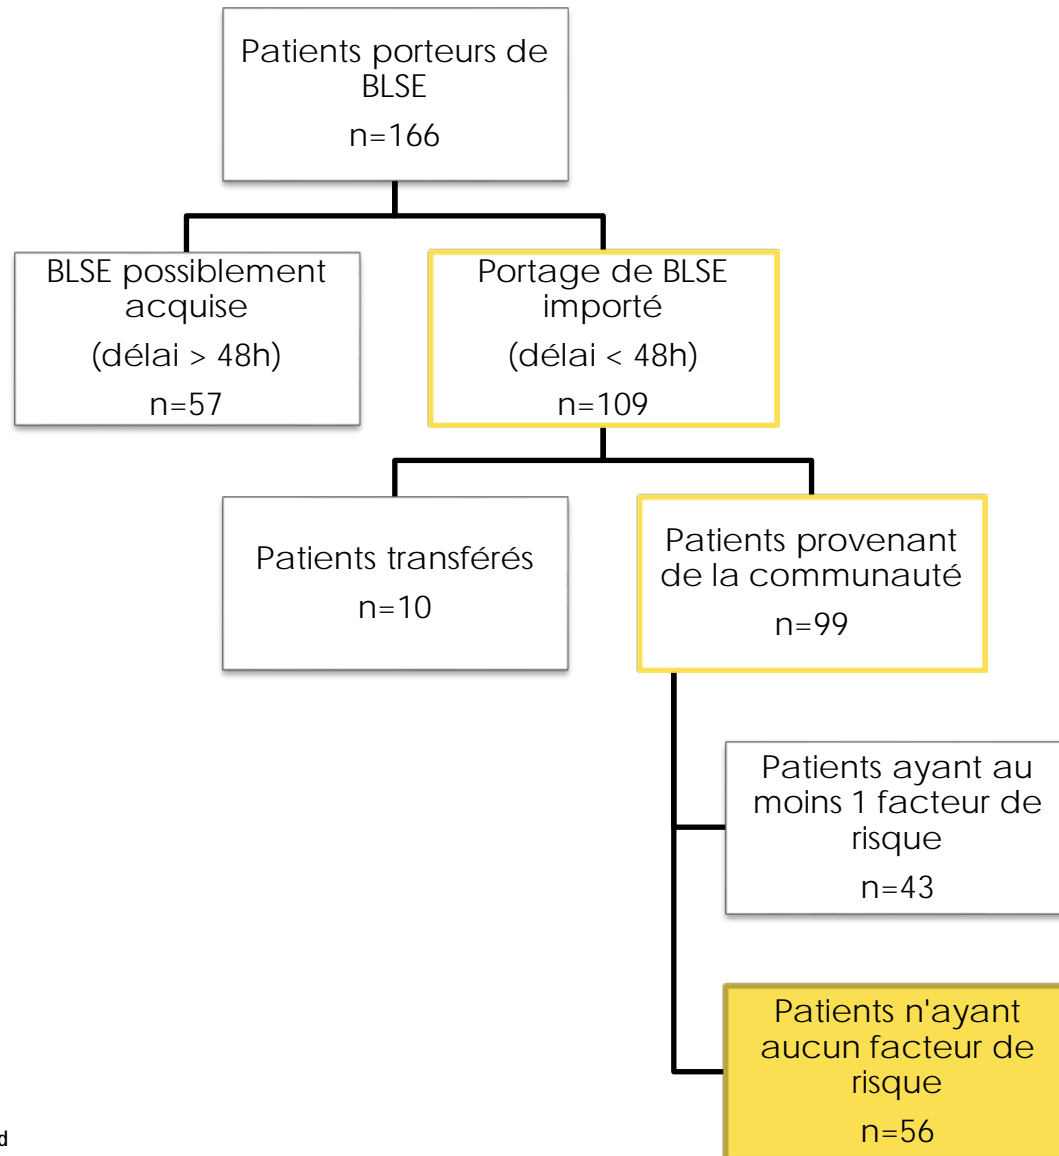 Patients porteurs de
BLSE
n=166
BLSE possiblement
acquise
(délai > 48h)
n=57
Portage de BLSE
importé
(délai < 48h)
n=109
Patients transférés
n=10
Patients provenant
de la communauté
n=99
Patients ayant au
moins 1 facteur de
risque
n=43
Patients n'ayant
aucun facteur de
risque
n=56
d